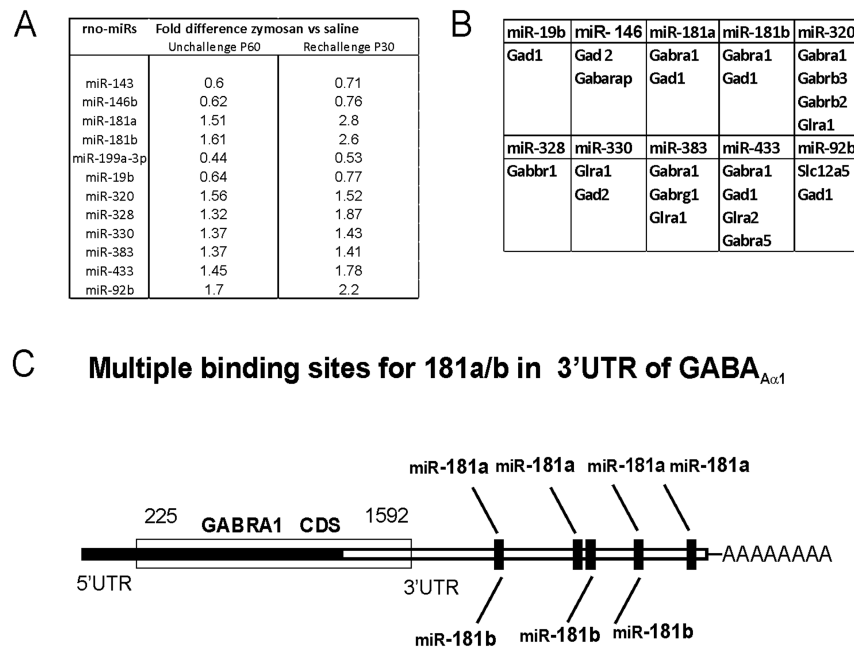 A
rno-miRs Fold difference zymosan vs saline
Unchallenge P60 Rechallenge P30
miR-143 0.6 0.71
miR-146b 0.62 0.76
miR-181a 1.51 2.8
miR-181b 1.61 2.6
miR-199a-3p 0.44 0.53
miR-19b 0.64 0.77
miR-320 1.56 1.52
miR-328 1.32 1.87
miR-330 1.37 1.43
miR-383 1.37 1.41
miR-433 1.45 1.78
miR-92b 1.7 2.2
B
miR-19b miR-146 miR-181a miR-181b miR-320
Gad1 Gad 2 Gabra1 Gabra1 Gabra1
Gabarap Gad1 Gad1 Gabrb3
Gabrb2
Glra1
miR-328 miR-330 miR-383 miR-433 miR-92b
Gabbr1 Glra1 Gabra1 Gabra1 Slc12a5
Gad2 Gabrg1 Gad1 Gad1
Glra1 Glra2
Gabra5
C
Multiple binding sites for 181a/b in 3'UTR of GABA Aα1
miR-181a miR-181a miR-181a miR-181a
225 GABRA1 CDS 1592
AAAAAAAA
5'UTR 3'UTR
miR-181b miR-181b miR-181b